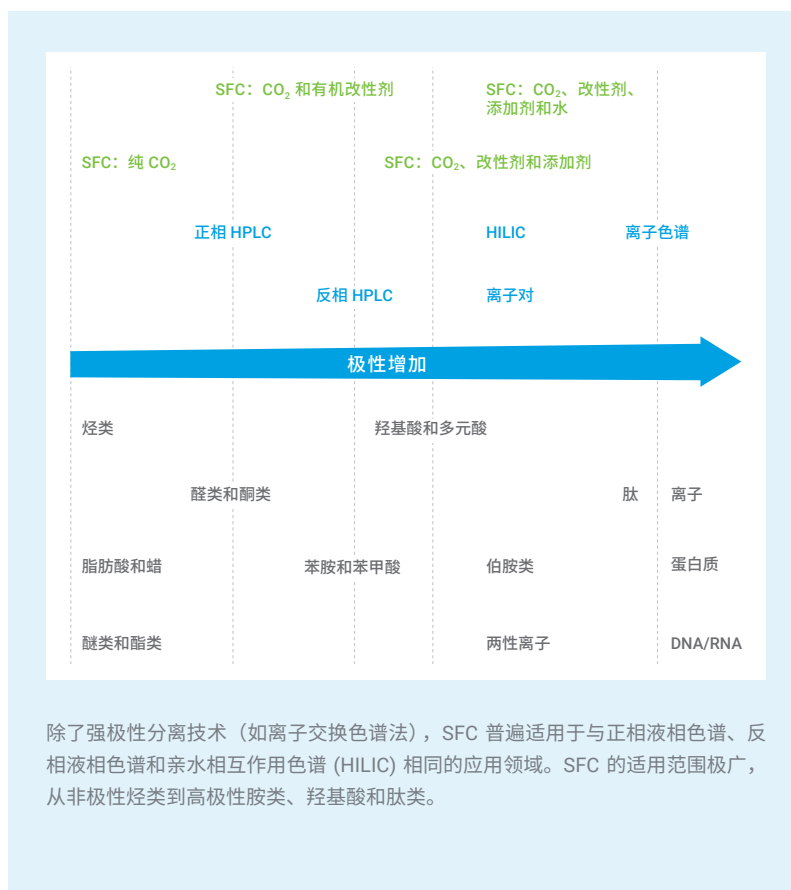 SFC：CO₂ 和有机改性剂
SFC：CO₂、改性剂、
添加剂和水
SFC：纯 CO₂
SFC：CO₂、改性剂和添加剂
正相 HPLC
HILIC
离子色谱
反相 HPLC
离子对
极性增加
烃类
羟基酸和多元酸
醛类和酮类
肽
离子
脂肪酸和蜡
苯胺和苯甲酸
伯胺类
蛋白质
醚类和酯类
两性离子
DNA/RNA
除了强极性分离技术（如离子交换色谱法），SFC 普遍适用于与正相液相色谱、反
相液相色谱和亲水相互作用色谱 (HILIC) 相同的应用领域。SFC 的适用范围极广，
从非极性烃类到高极性胺类、羟基酸和肽类。